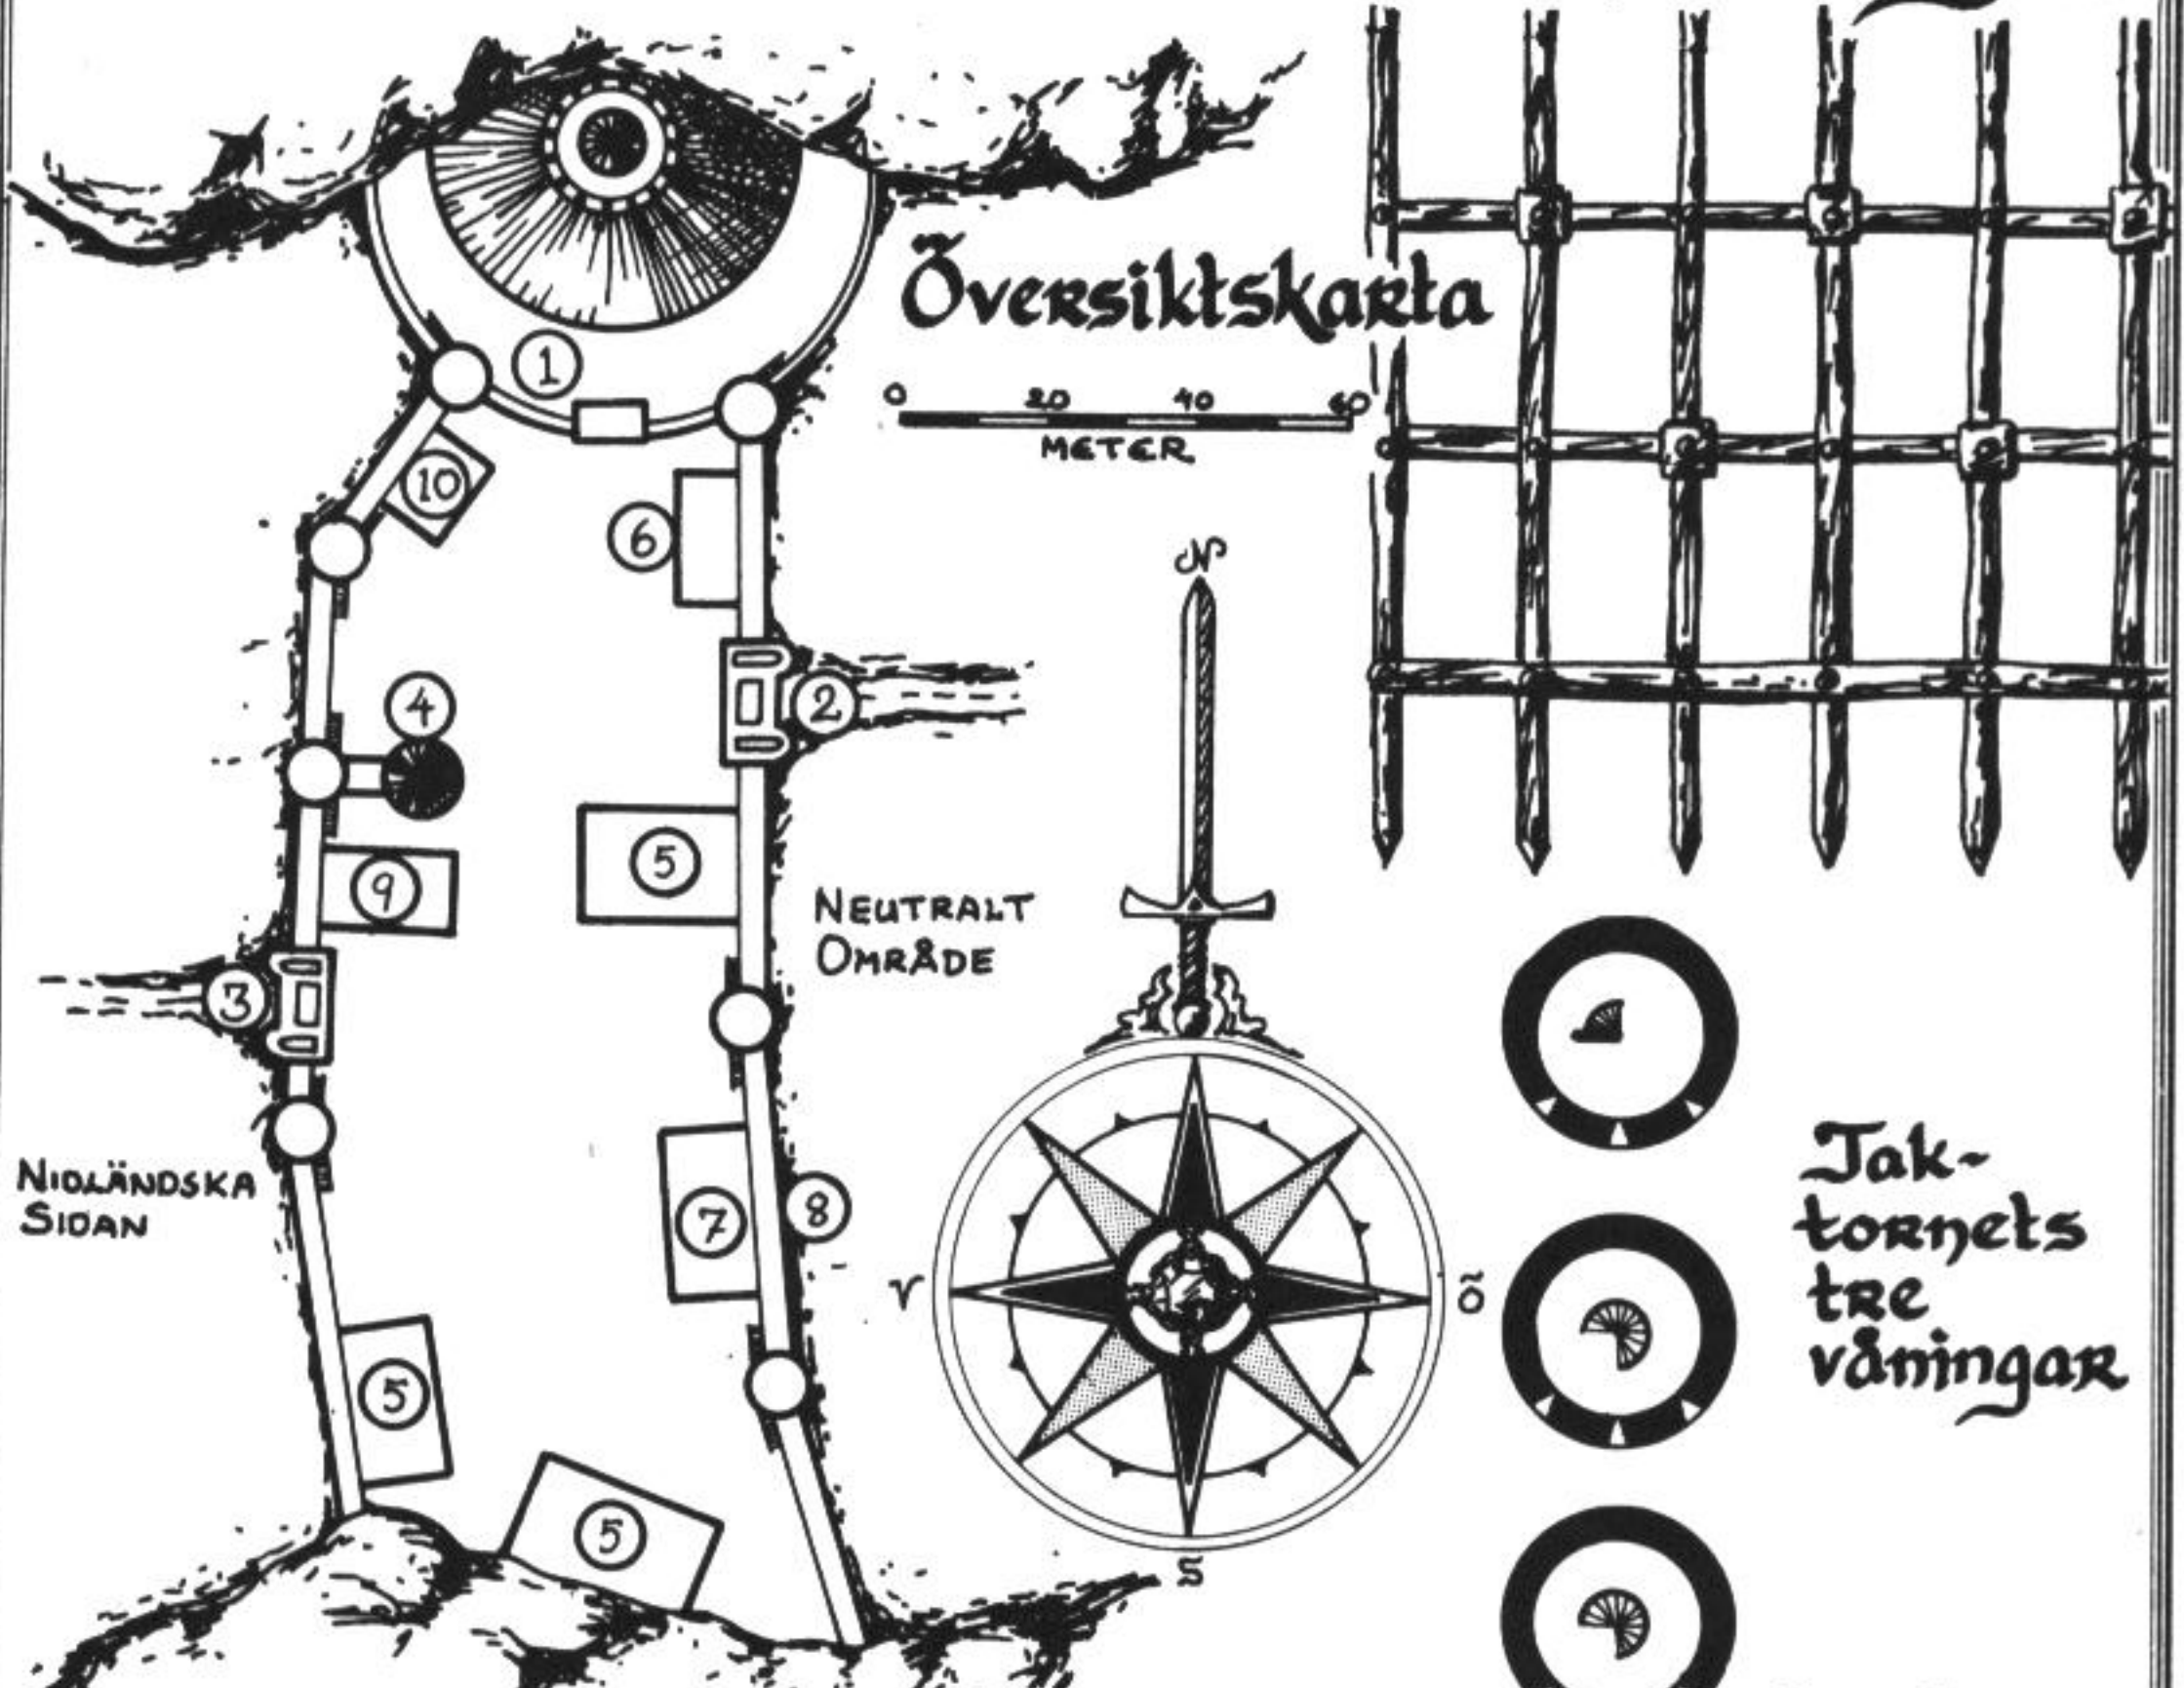 Översiktskarta
1
0 20 40 60
METER
10
6
N
4
2
5
9
NEUTRALT
OMRÅDE
3
NIDLÄNDSKA
SIDAN
7
8
V
Ö
S
5
5
Tak-
tornets
tre
våningar